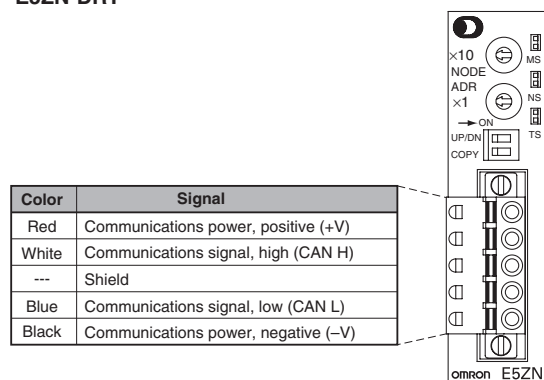 E5ZN-DRT
×10
NODE
ADR
×1
MS
NS
TS
ON
UP/DN
COPY
Color Signal
Red Communications power, positive (+V)
White Communications signal, high (CAN H)
--- Shield
Blue Communications signal, low (CAN L)
Black Communications power, negative (–V)
OMRON E5ZN